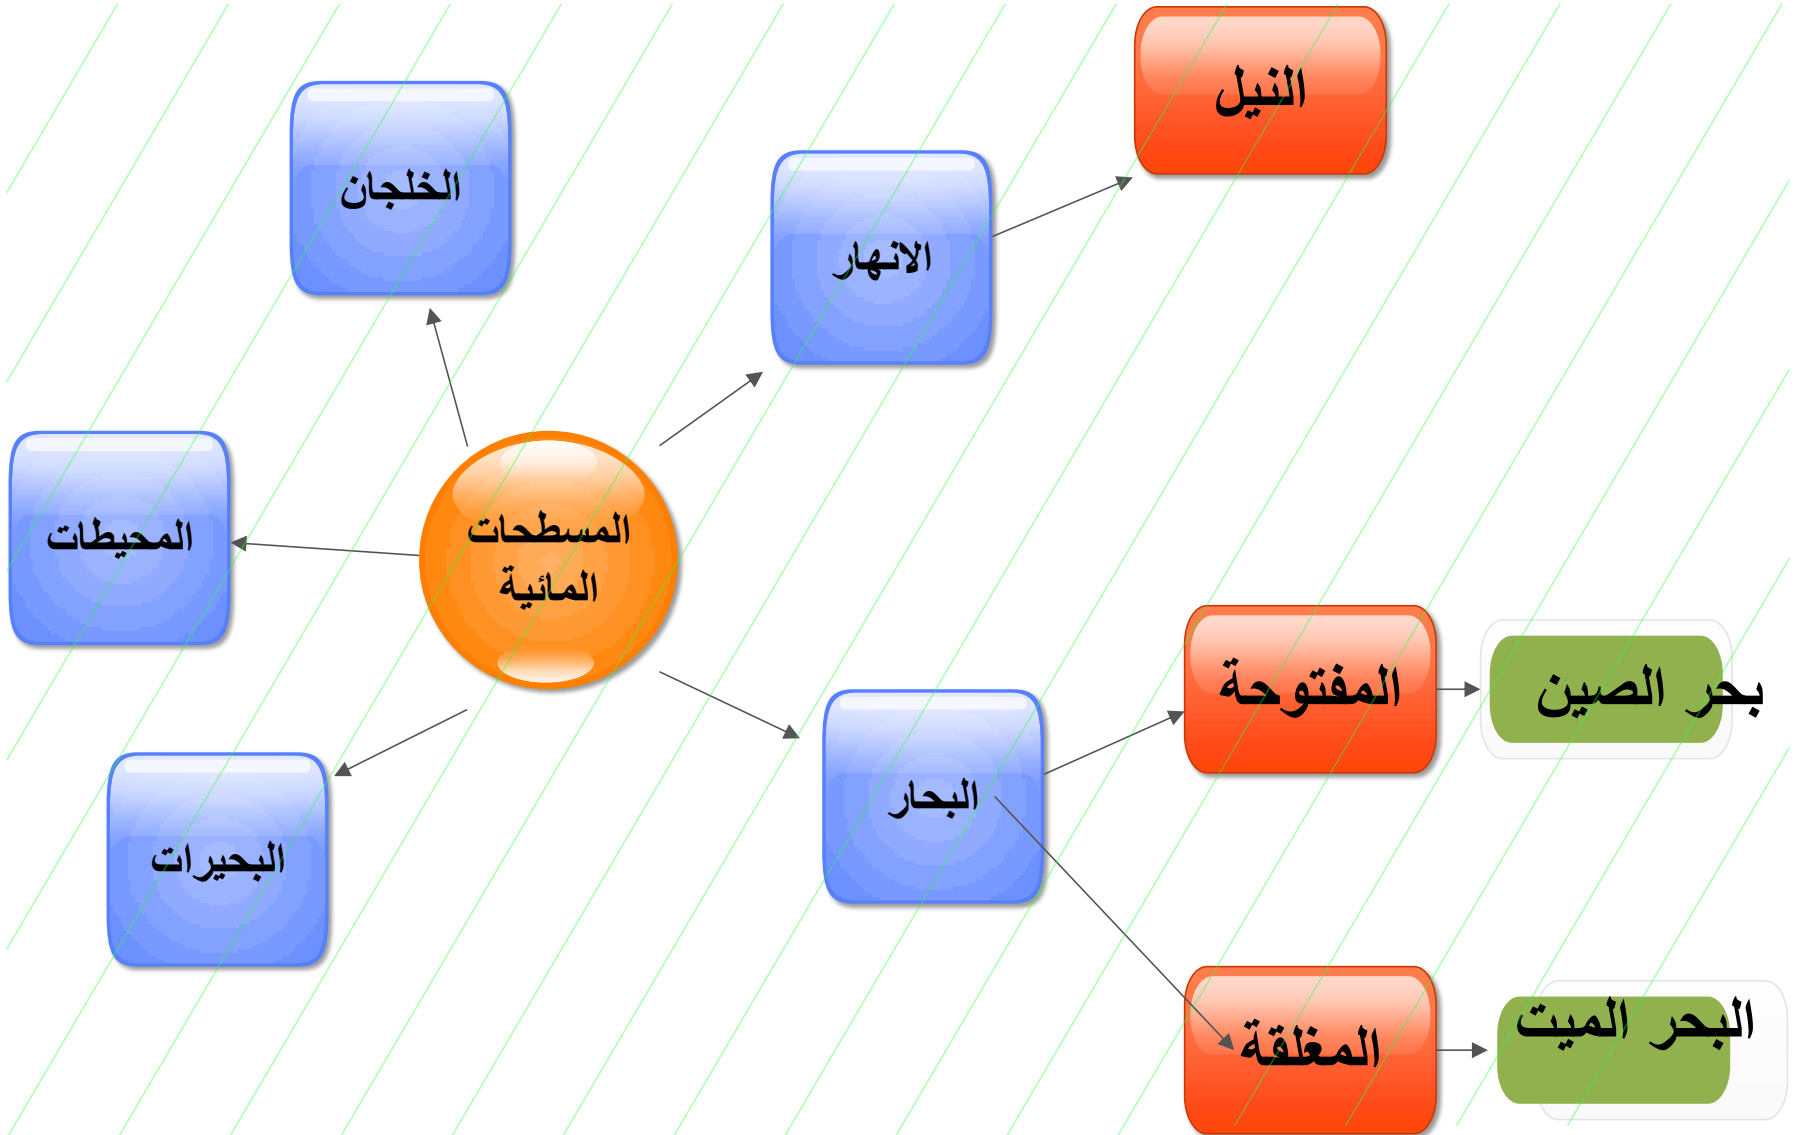 النيل
الخلجان
الانهار
المسطحات
المائية
المحيطات
المفتوحة
بحر الصين
البحار
البحيرات
المغلقة
البحر الميت